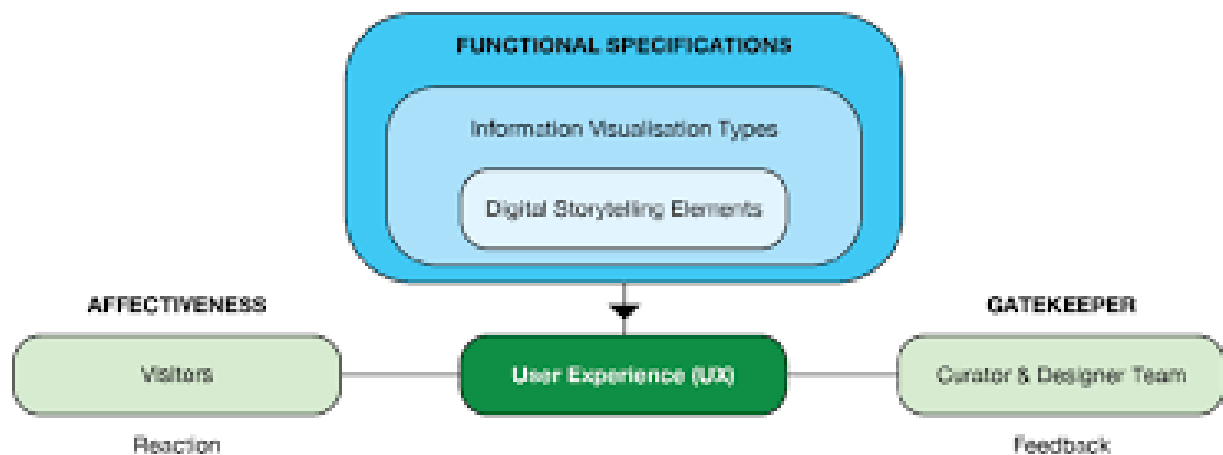 FUNCTIONAL SPECIFICATIONS
Information Visualisation Types
Digital Storytelling Elements
AFFECTIVENESS
GATEKEEPER
Visitors
User Experience (UX)
Curator & Designer Team
Reaction
Feedback